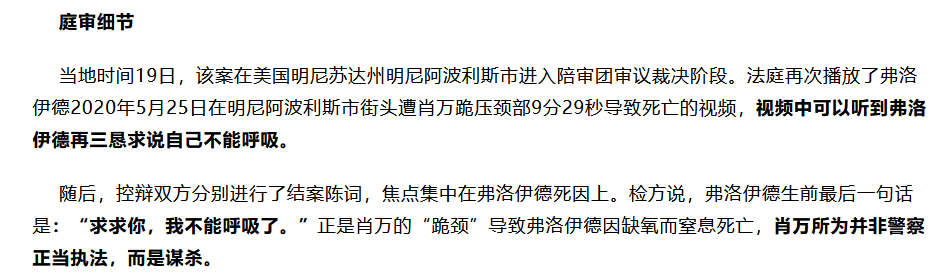 庭审细节
当地时间19日，该案在美国明尼苏达州明尼阿波利斯市进入陪审团审议裁决阶段。法庭再次播放了弗洛
伊德2020年5月25日在明尼阿波利斯市街头遭肖万跪压颈部9分29秒导致死亡的视频，视频中可以听到弗洛
伊德再三恳求说自己不能呼吸。
随后，控辩双方分别进行了结案陈词，焦点集中在弗洛伊德死因上。检方说，弗洛伊德生前最后一句话
是：“求求你，我不能呼吸了。”正是肖万的“跪颈”导致弗洛伊德因缺氧而窒息死亡，肖万所为并非警察
正当执法，而是谋杀。